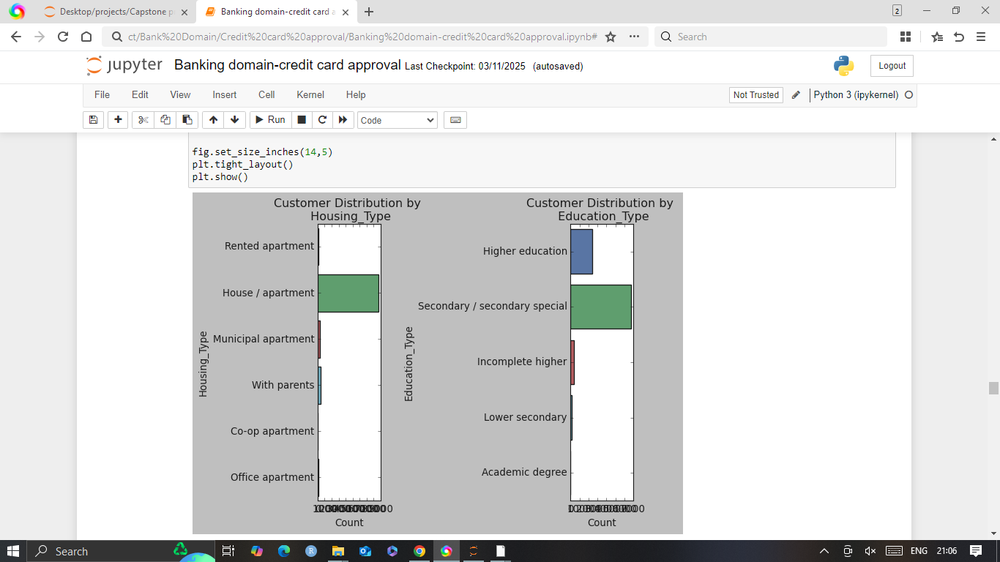 Desktop/projects/Capstone p
Banking domain-credit card a
2
ct/Bank%20Domain/Credit%20card%20approval/Banking%20domain-credit%20card%20approval.ipynb#
Search
jupyter Banking domain-credit card approval Last Checkpoint: 03/11/2025 (autosaved)
Logout
File Edit View Insert Cell Kernel Help
Not Trusted
Python 3 (ipykernel)
Run
Code
fig.set_size_inches(14,5)
plt.tight_layout()
plt.show()
Customer Distribution by
Housing_Type
Rented apartment
House / apartment
Municipal apartment
With parents
Co-op apartment
Office apartment
Housing_Type
Count
Customer Distribution by
Education_Type
Higher education
Secondary / secondary special
Incomplete higher
Lower secondary
Academic degree
Education_Type
Count
Search
R
ENG
21:06